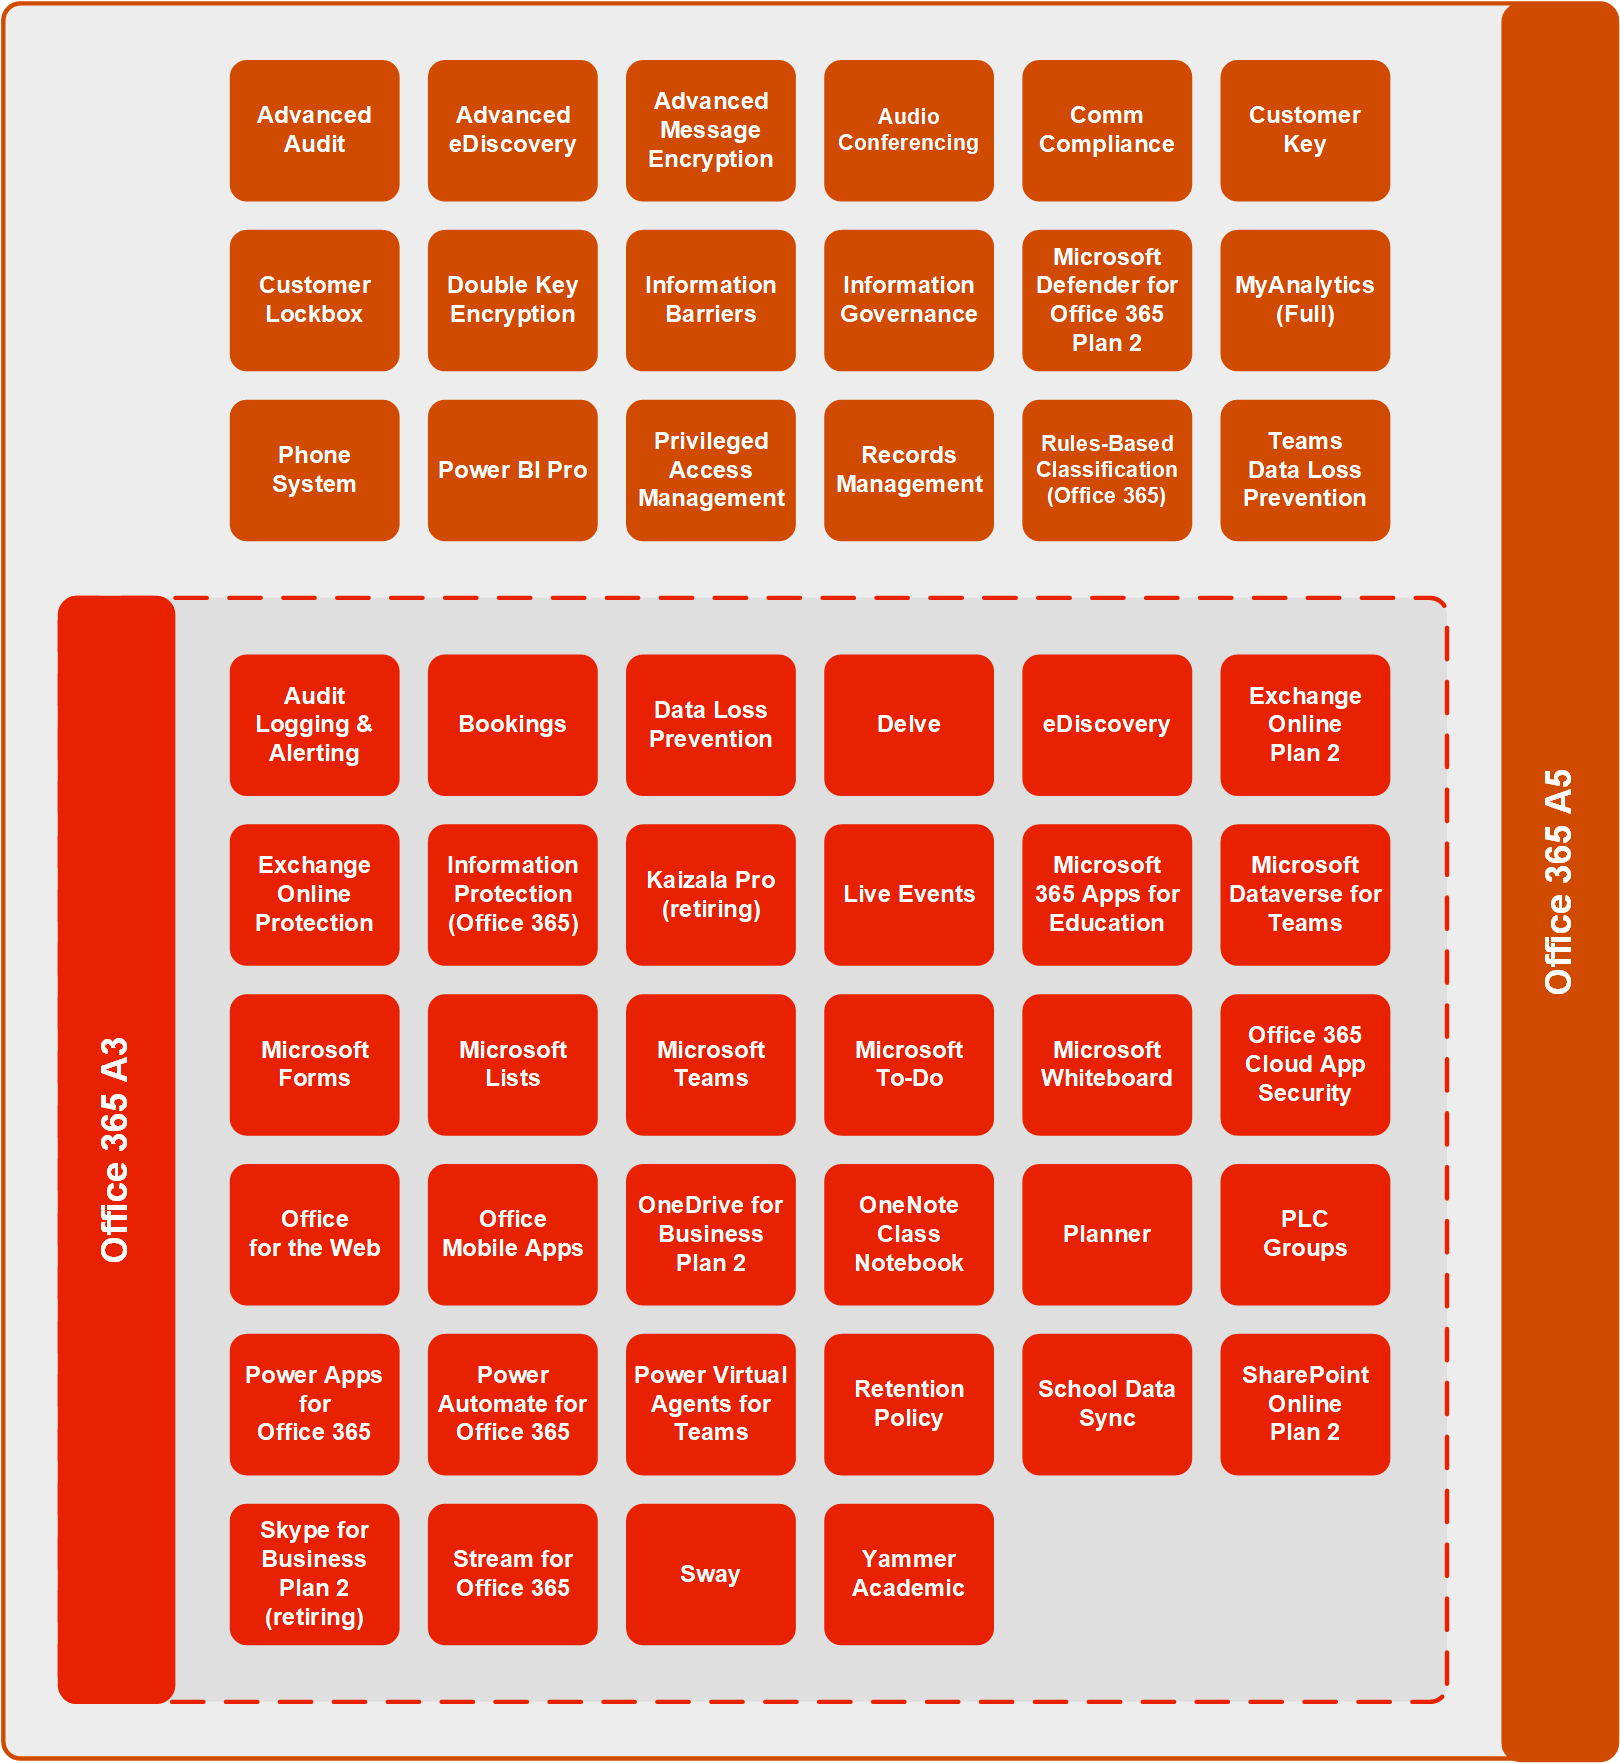 Advanced
Audit
Advanced
eDiscovery
Advanced
Message
Encryption
Audio
Conferencing
Comm
Compliance
Customer
Key
Customer
Lockbox
Double Key
Encryption
Information
Barriers
Information
Governance
Microsoft
Defender for
Office 365
Plan 2
MyAnalytics
(Full)
Phone
System
Power BI Pro
Privileged
Access
Management
Records
Management
Rules-Based
Classification
(Office 365)
Teams
Data Loss
Prevention
Office 365 A5
Office 365 A3
Audit
Logging &
Alerting
Bookings
Data Loss
Prevention
Delve
eDiscovery
Exchange
Online
Plan 2
Exchange
Online
Protection
Information
Protection
(Office 365)
Kaizala Pro
(retiring)
Live Events
Microsoft
365 Apps for
Education
Microsoft
Dataverse for
Teams
Microsoft
Forms
Microsoft
Lists
Microsoft
Teams
Microsoft
To-Do
Microsoft
Whiteboard
Office 365
Cloud App
Security
Office
for the Web
Office
Mobile Apps
OneDrive for
Business
Plan 2
OneNote
Class
Notebook
Planner
PLC
Groups
Power Apps
for
Office 365
Power
Automate for
Office 365
Power Virtual
Agents for
Teams
Retention
Policy
School Data
Sync
SharePoint
Online
Plan 2
Skype for
Business
Plan 2
(retiring)
Stream for
Office 365
Sway
Yammer
Academic